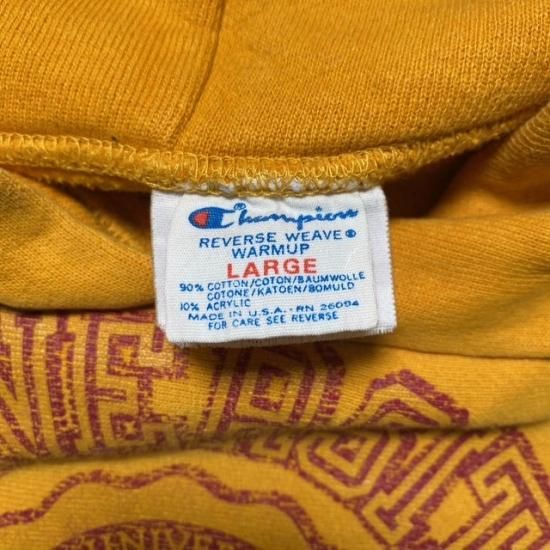 Champion
REVERSE WEAVE®
WARMUP
LARGE
90% COTTON/COTON/BAUMWOLLE
COTONE/KATOEN/BOMULD
10% ACRYLIC
MADE IN U.S.A.-RN 26094
FOR CARE SEE REVERSE